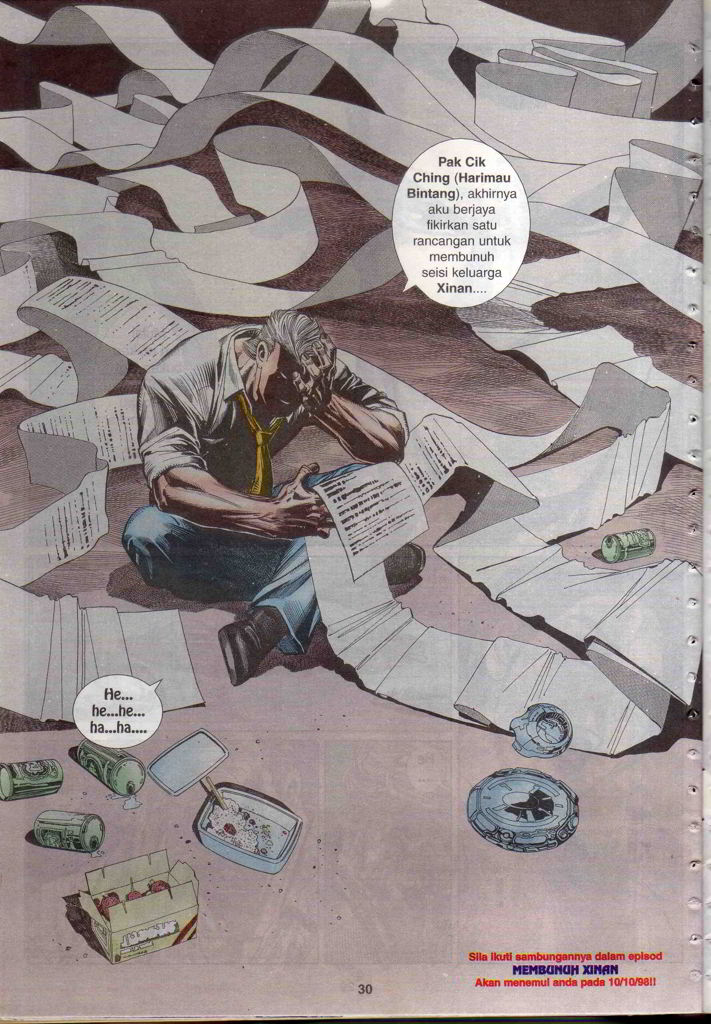 Pak Cik
Ching (Harimau
Bintang), akhirnya
aku berjaya
fikirkan satu
rancangan untuk
membunuh
seisi keluarga
Xinan....
He...
he...he...
ha...ha....
Sila ikuti sambungannya dalam episod
MEMBUNUH XINAN
Akan menemui anda pada 10/10/98!!
30